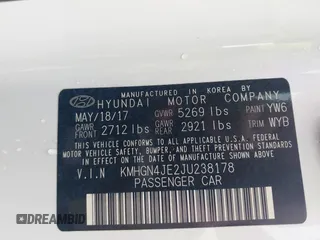 MANUFACTURED IN KOREA BY
HYUNDAI MOTOR COMPANY
MAY/18/17 GVWR 5269 lbs PAINT YW6
GAWR FRONT 2712 lbs GAWR REAR 2921 lbs TRIM WYB
THIS VEHICLE CONFORMS TO ALL APPLICABLE U.S. FEDERAL MOTOR VEHICLE SAFETY, BUMPER, AND THEFT PREVENTION STANDARDS IN EFFECT ON THE DATE OF MANUFACTURE SHOWN ABOVE.
V.I.N KMHGN4JE2JU238178
PASSENGER CAR
DREAMBID
DREAMBID.COM